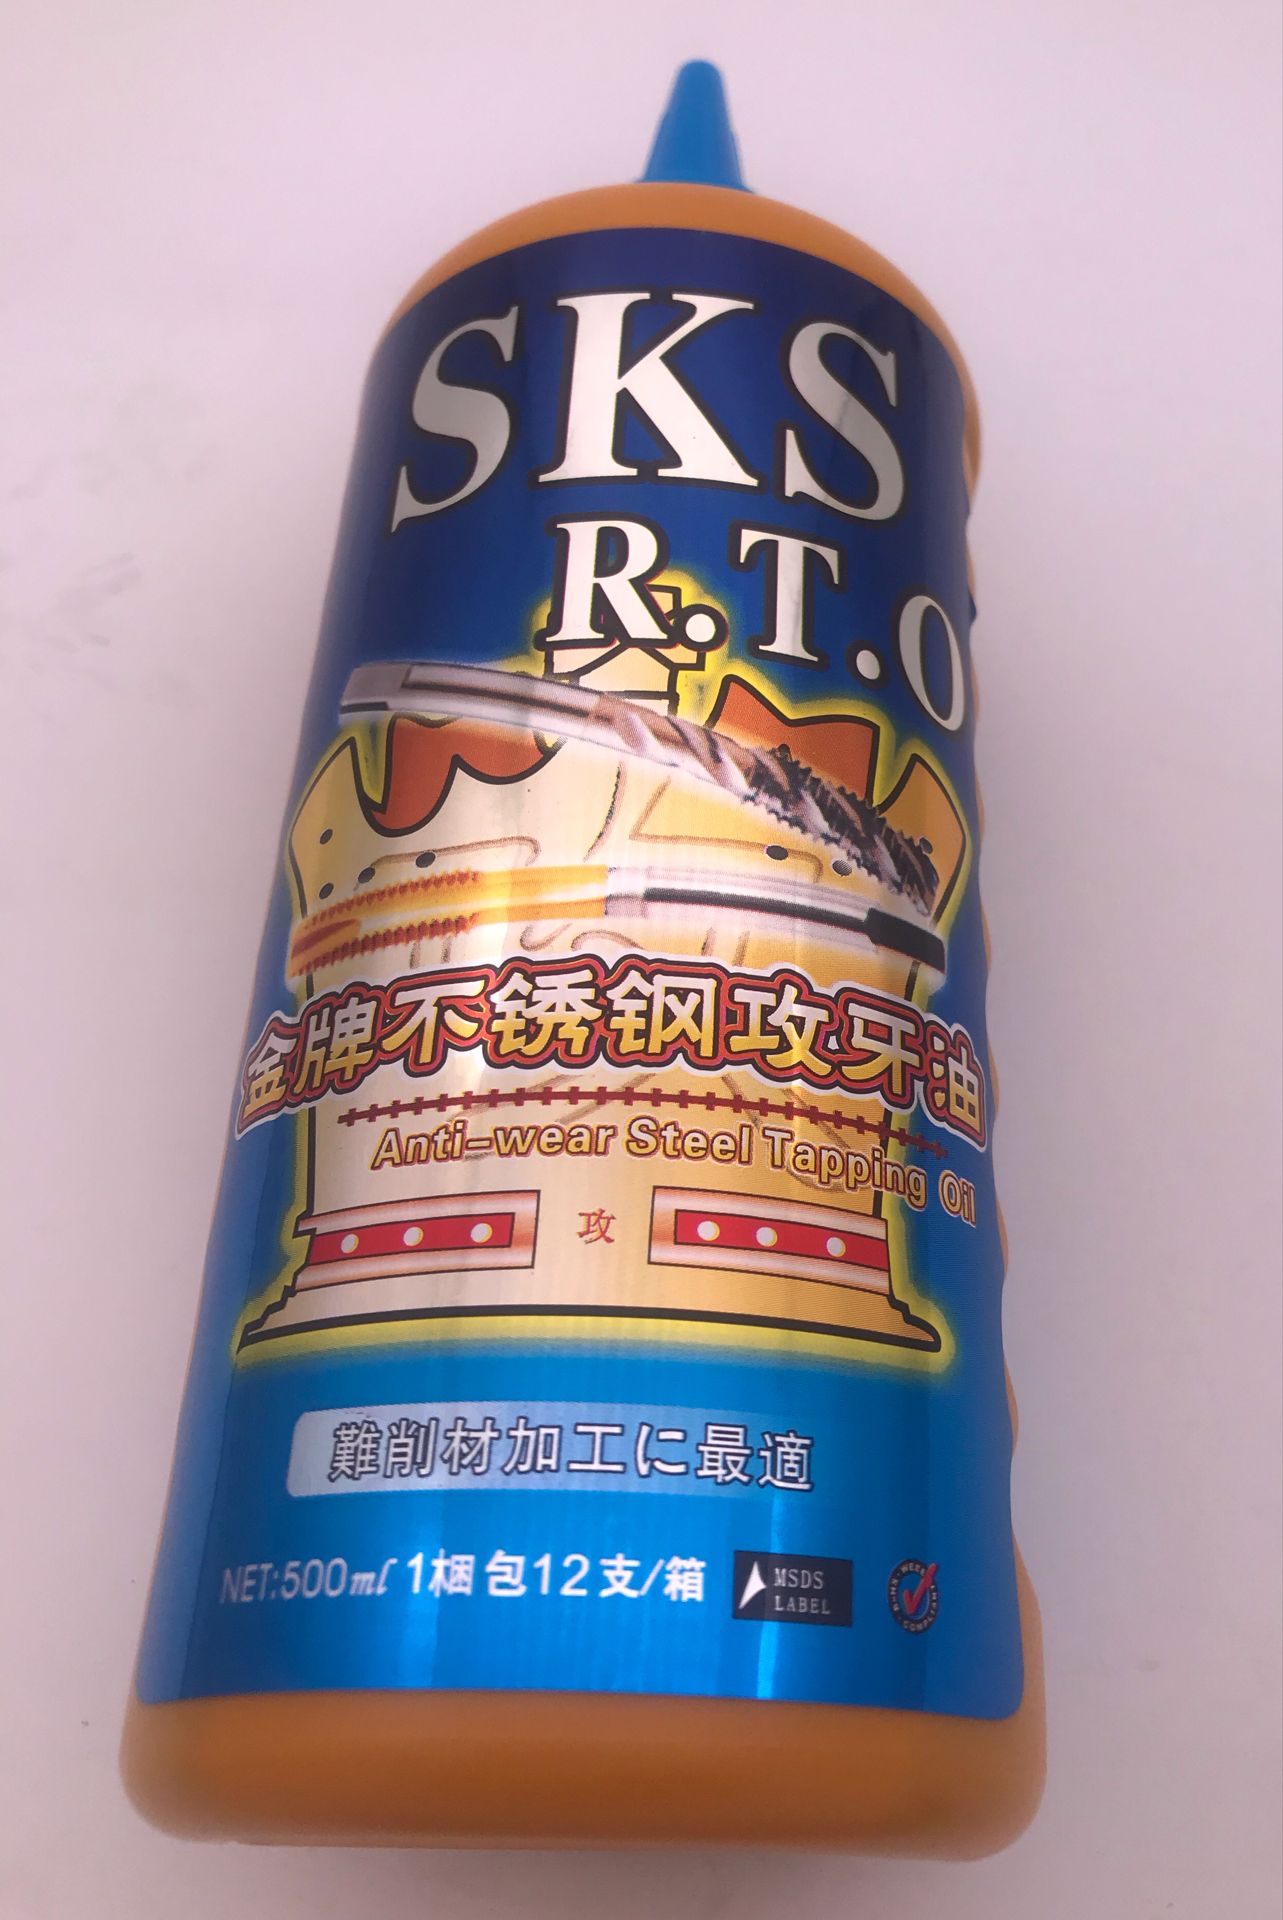 SKS
R.T.O
金牌不锈钢攻牙油
Anti-wear Steel Tapping Oil
攻
難削材加工に最適
NET:500ml 1梱包12支/箱
MSDS
LABEL